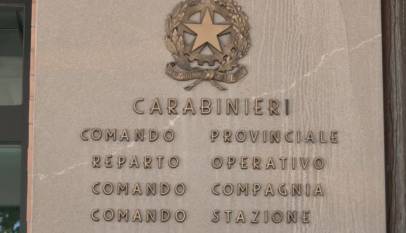 CARABINIERI
COMANDO PROVINCIALE
REPARTO OPERATIVO
COMANDO COMPAGNIA
COMANDO STAZIONE